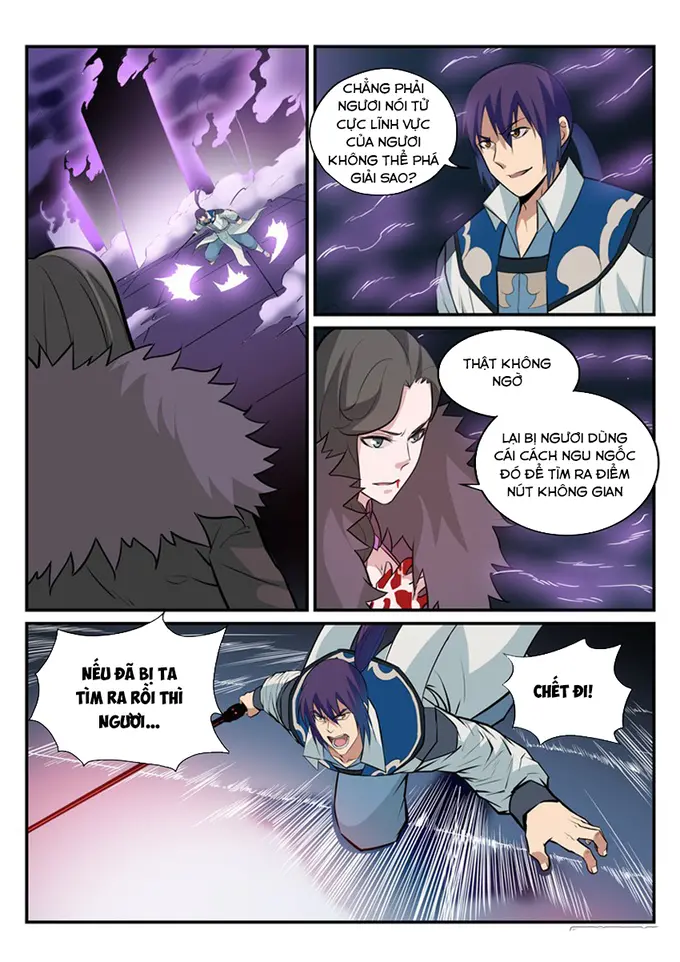 CHẲNG PHẢI
NGƯƠI NÓI TỬ
CỰC LĨNH VỰC
CỦA NGƯƠI
KHÔNG THỂ PHÁ
GIẢI SAO?
THẬT KHÔNG
NGỜ
LẠI BỊ NGƯƠI DÙNG
CÁI CÁCH NGU NGỐC
ĐÓ ĐỂ TÌM RA ĐIỂM
NÚT KHÔNG GIAN
NẾU ĐÃ BỊ TA
TÌM RA RỒI THÌ
NGƯƠI...
CHẾT ĐI!